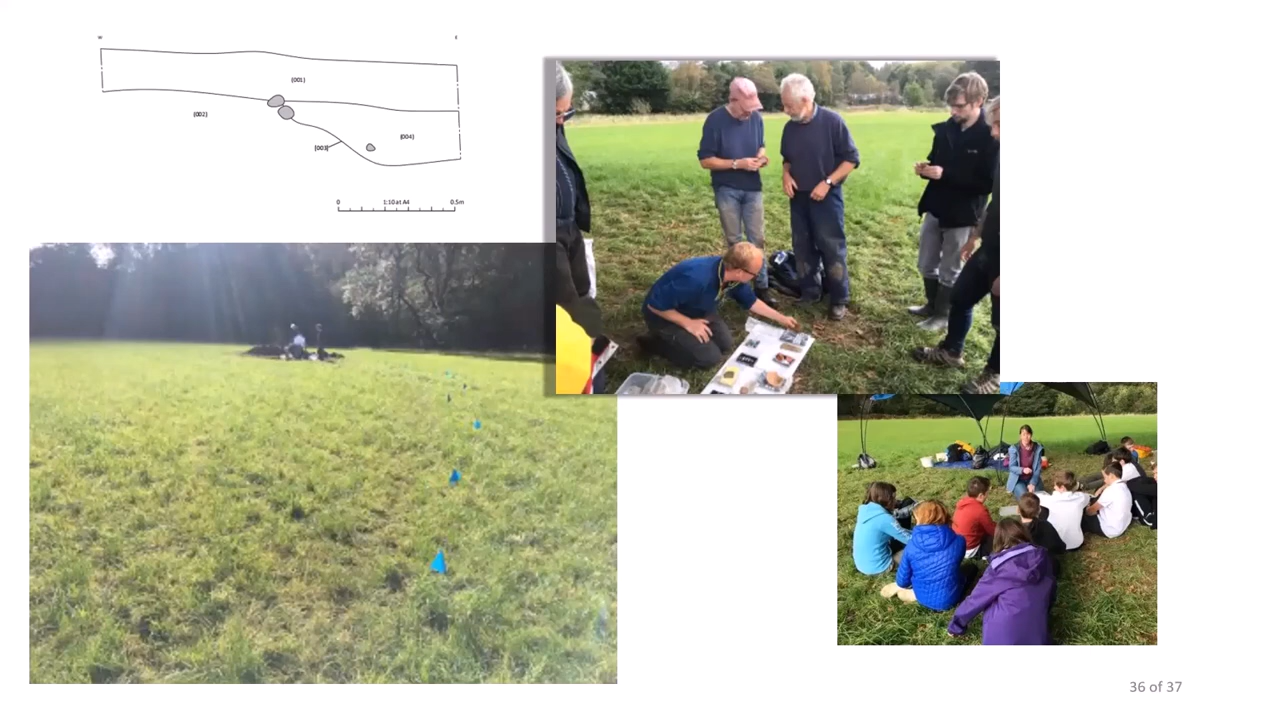 W E
(001)
(002)
(004)
[003]
0 1:10 at A4 0.5m
36 of 37